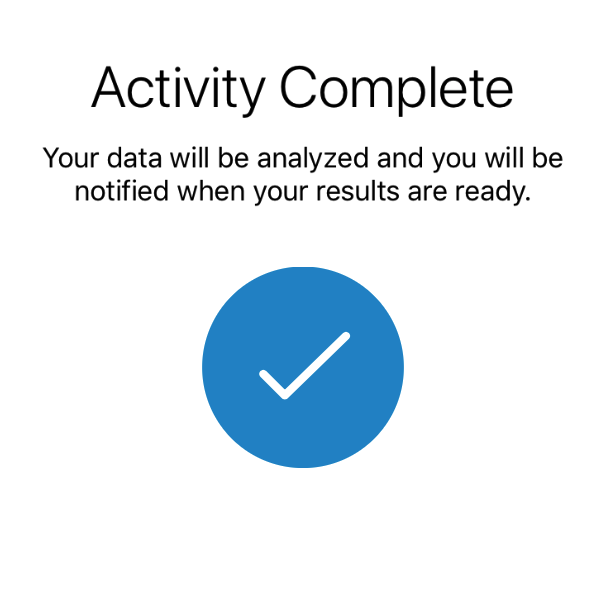 Activity Complete
Your data will be analyzed and you will be
notified when your results are ready.